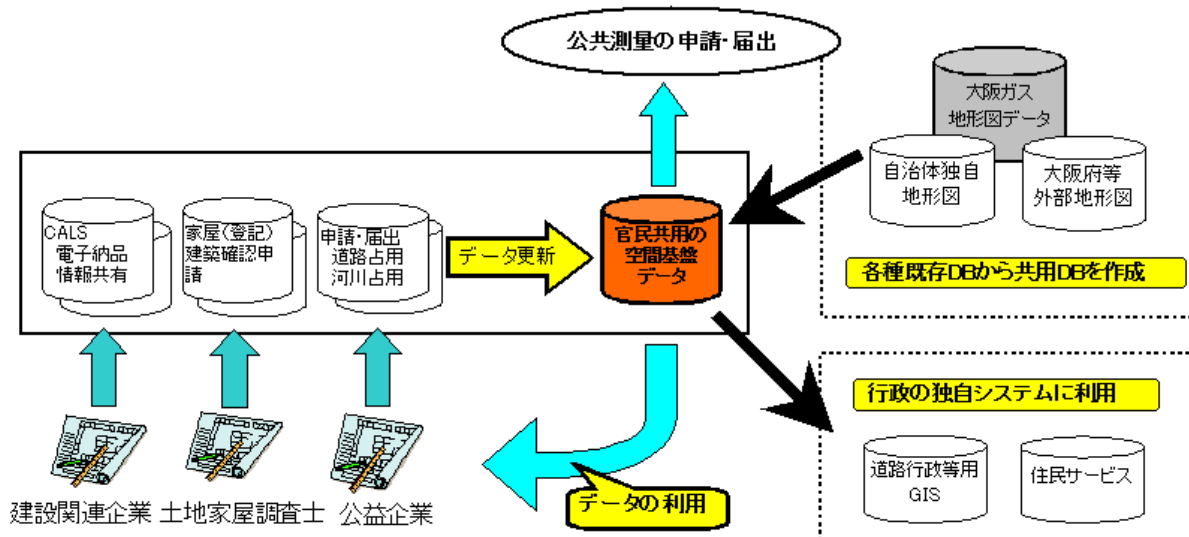 公共測量の申請・届出
大阪ガス
地形図データ
自治体独自
地形図
大阪府等
外部地形図
各種既存DBから共用DBを作成
CALS
電子納品
情報共有
家屋(登記)
建築確認申
請
申請・届出
道路占用
河川占用
データ更新
官民共用の
空間基盤
データ
行政の独自システムに利用
道路行政等用
GIS
住民サービス
データの利用
建設関連企業
土地家屋調査士
公益企業